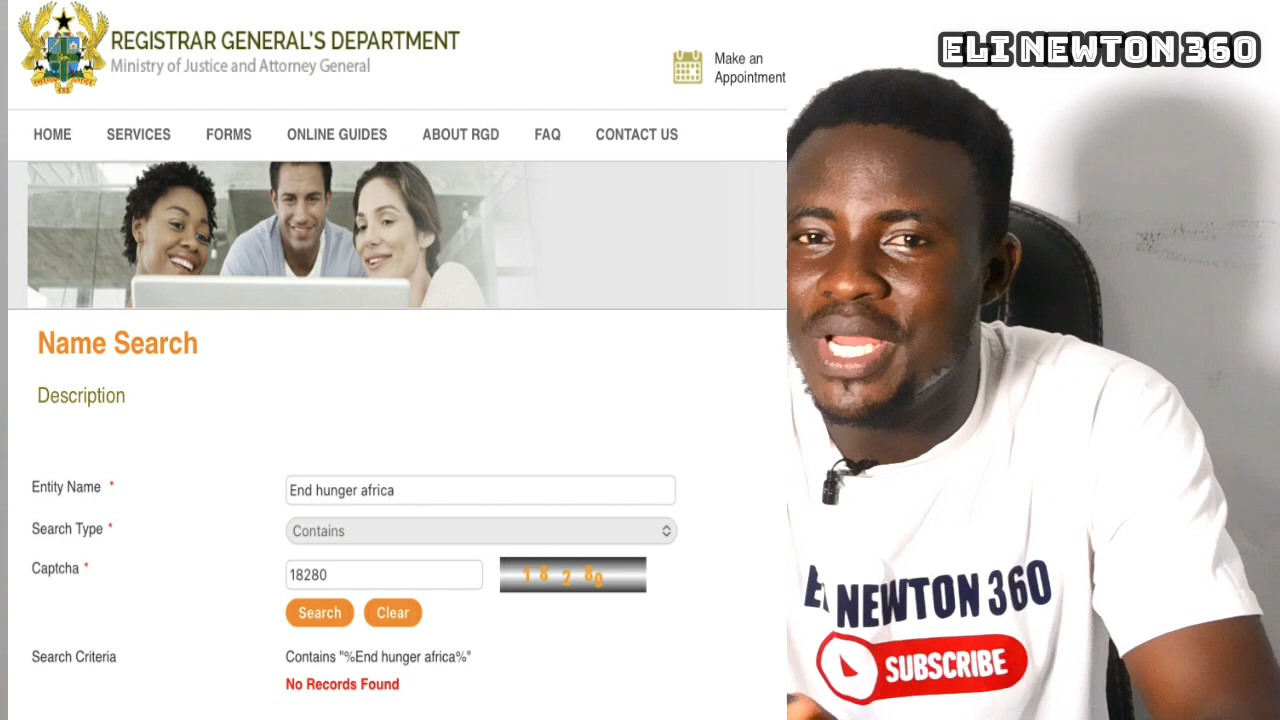 REGISTRAR GENERAL'S DEPARTMENT
Ministry of Justice and Attorney General
Make an
Appointment
HOME SERVICES FORMS ONLINE GUIDES ABOUT RGD FAQ CONTACT US
Name Search
Description
Entity Name *
End hunger africa
Search Type *
Contains
Captcha *
18280
18280
Search Clear
Search Criteria
Contains "%End hunger africa%"
No Records Found
ELI NEWTON 360
NEWTON 360
SUBSCRIBE